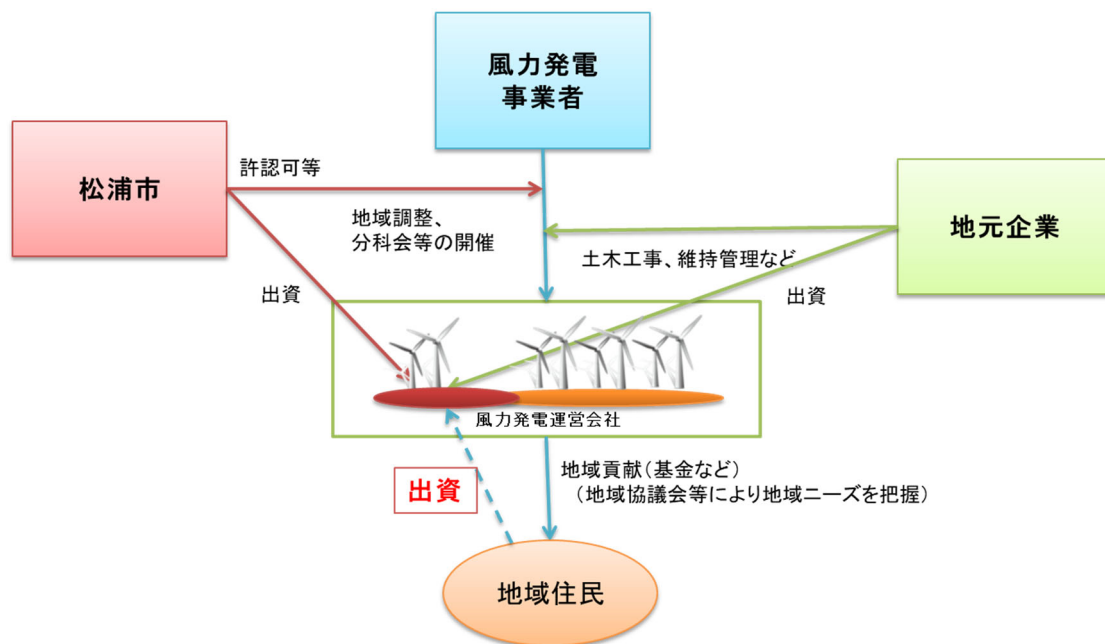 風力発電
事業者
松浦市
許認可等
地域調整、
分科会等の開催
地元企業
土木工事、維持管理など
出資
出資
風力発電運営会社
出資
地域貢献(基金など)
(地域協議会等により地域ニーズを把握)
地域住民